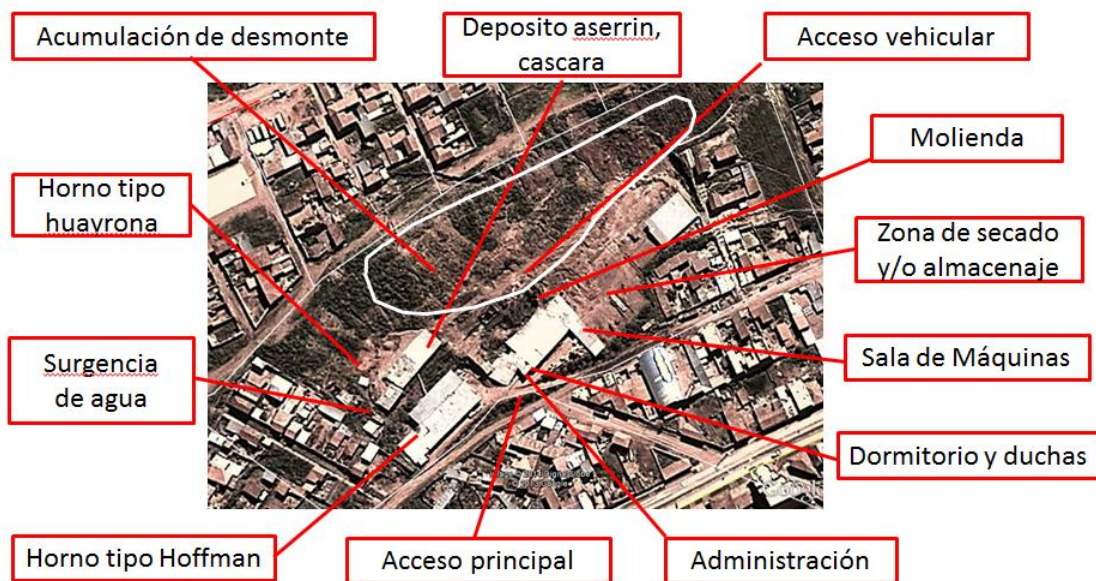 Acumulación de desmonte
Deposito aserrin,
cascara
Acceso vehicular
Molienda
Horno tipo
huayrona
Zona de secado
y/o almacenaje
Surgencia
de agua
Sala de Máquinas
Dormitorio y duchas
Horno tipo Hoffman
Acceso principal
Administración